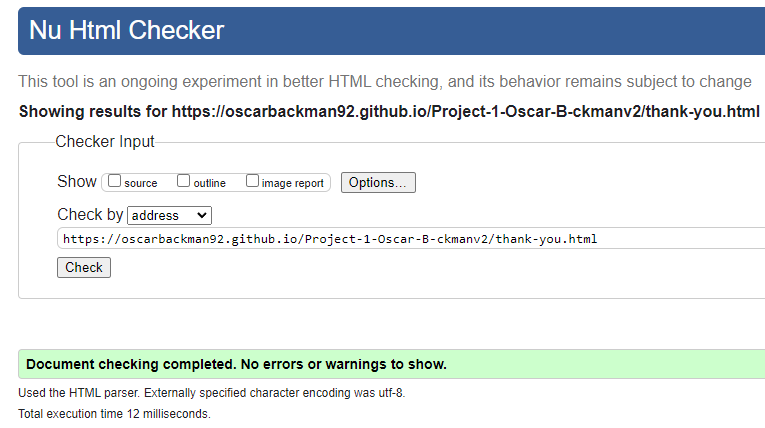 Nu Html Checker
This tool is an ongoing experiment in better HTML checking, and its behavior remains subject to change
Showing results for https://oscarbackman92.github.io/Project-1-Oscar-B-ckmanv2/thank-you.html
Checker Input
Show source outline image report Options...
Check by address
https://oscarbackman92.github.io/Project-1-Oscar-B-ckmanv2/thank-you.html
Check
Document checking completed. No errors or warnings to show.
Used the HTML parser. Externally specified character encoding was utf-8.
Total execution time 12 milliseconds.